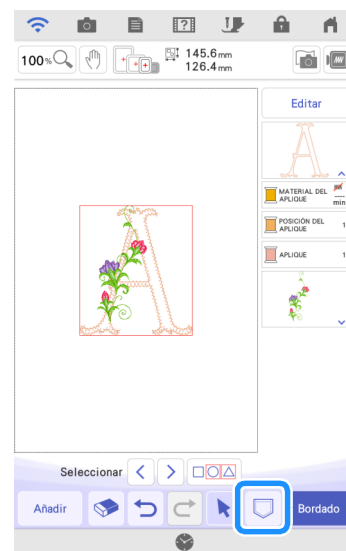 100%
145.6mm
126.4mm
Editar
MATERIAL DEL
APLIQUE
min
POSICIÓN DEL
APLIQUE
1
APLIQUE
1
A
Seleccionar
Añadir
Bordado